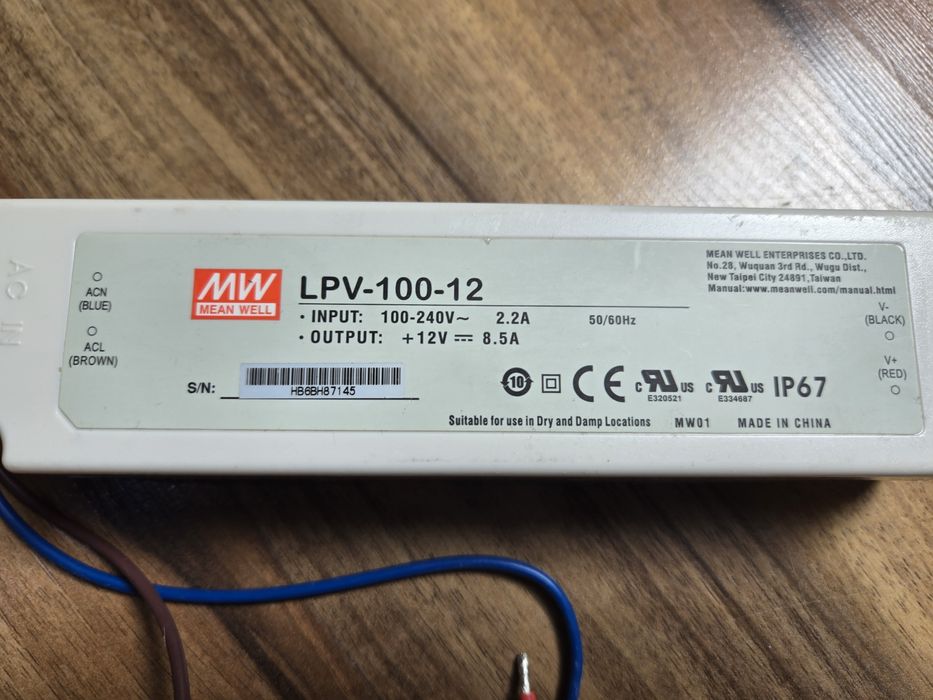 AC IN
ACN
(BLUE)
ACL
(BROWN)
MW
MEAN WELL
LPV-100-12
• INPUT: 100-240V~ 2.2A 50/60Hz
• OUTPUT: +12V ⎓ 8.5A
S/N:
HB6BH87145
MEAN WELL ENTERPRISES CO.,LTD.
No.28, Wuquan 3rd Rd., Wugu Dist.,
New Taipei City 24891,Taiwan
Manual:www.meanwell.com/manual.html
V-
(BLACK)
V+
(RED)
10 CE c RU US c RU US IP67
E320521 E334687
Suitable for use in Dry and Damp Locations MW01 MADE IN CHINA